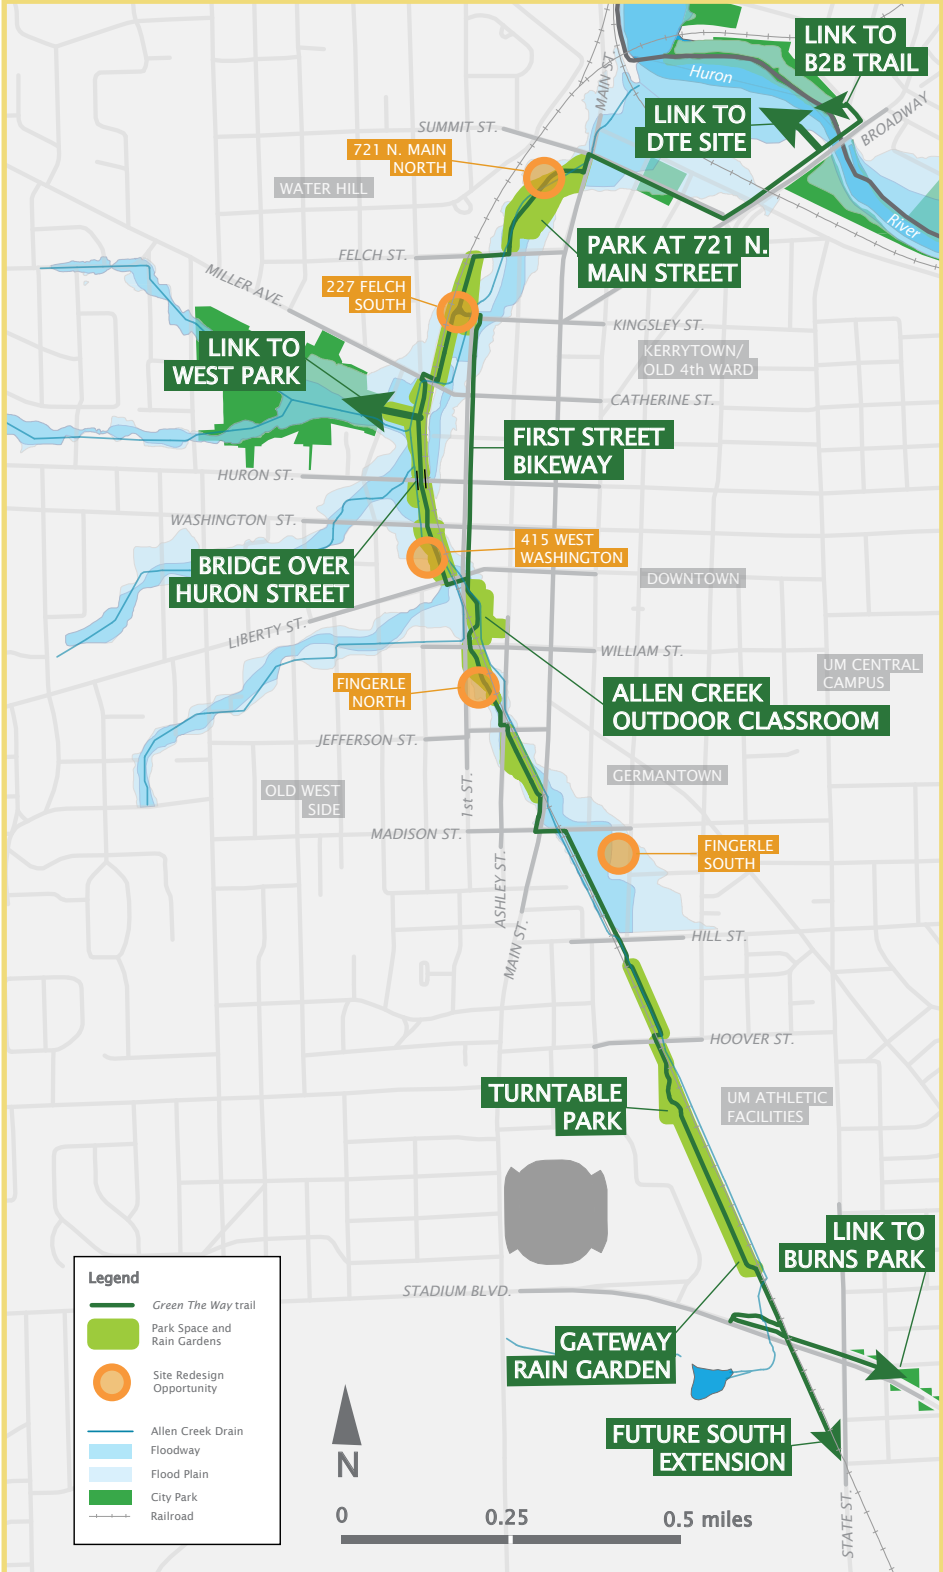 LINK TO
B2B TRAIL
Huron
MAIN ST.
LINK TO
DTE SITE
BROADWAY
SUMMIT ST.
721 N. MAIN
NORTH
WATER HILL
River
PARK AT 721 N.
MAIN STREET
FELCH ST.
MILLER AVE.
227 FELCH
SOUTH
KINGSLEY ST.
LINK TO
WEST PARK
KERRYTOWN/
OLD 4th WARD
CATHERINE ST.
FIRST STREET
BIKEWAY
HURON ST.
WASHINGTON ST.
415 WEST
WASHINGTON
BRIDGE OVER
HURON STREET
DOWNTOWN
LIBERTY ST.
WILLIAM ST.
UM CENTRAL
CAMPUS
FINGERLE
NORTH
ALLEN CREEK
OUTDOOR CLASSROOM
JEFFERSON ST.
GERMANTOWN
OLD WEST
SIDE
1st ST.
MADISON ST.
FINGERLE
SOUTH
ASHLEY ST.
MAIN ST.
HILL ST.
HOOVER ST.
TURNTABLE
PARK
UM ATHLETIC
FACILITIES
LINK TO
BURNS PARK
STADIUM BLVD.
GATEWAY
RAIN GARDEN
FUTURE SOUTH
EXTENSION
STATE ST.
Legend
Green The Way trail
Park Space and
Rain Gardens
Site Redesign
Opportunity
Allen Creek Drain
Floodway
Flood Plain
City Park
Railroad
N
0 0.25 0.5 miles